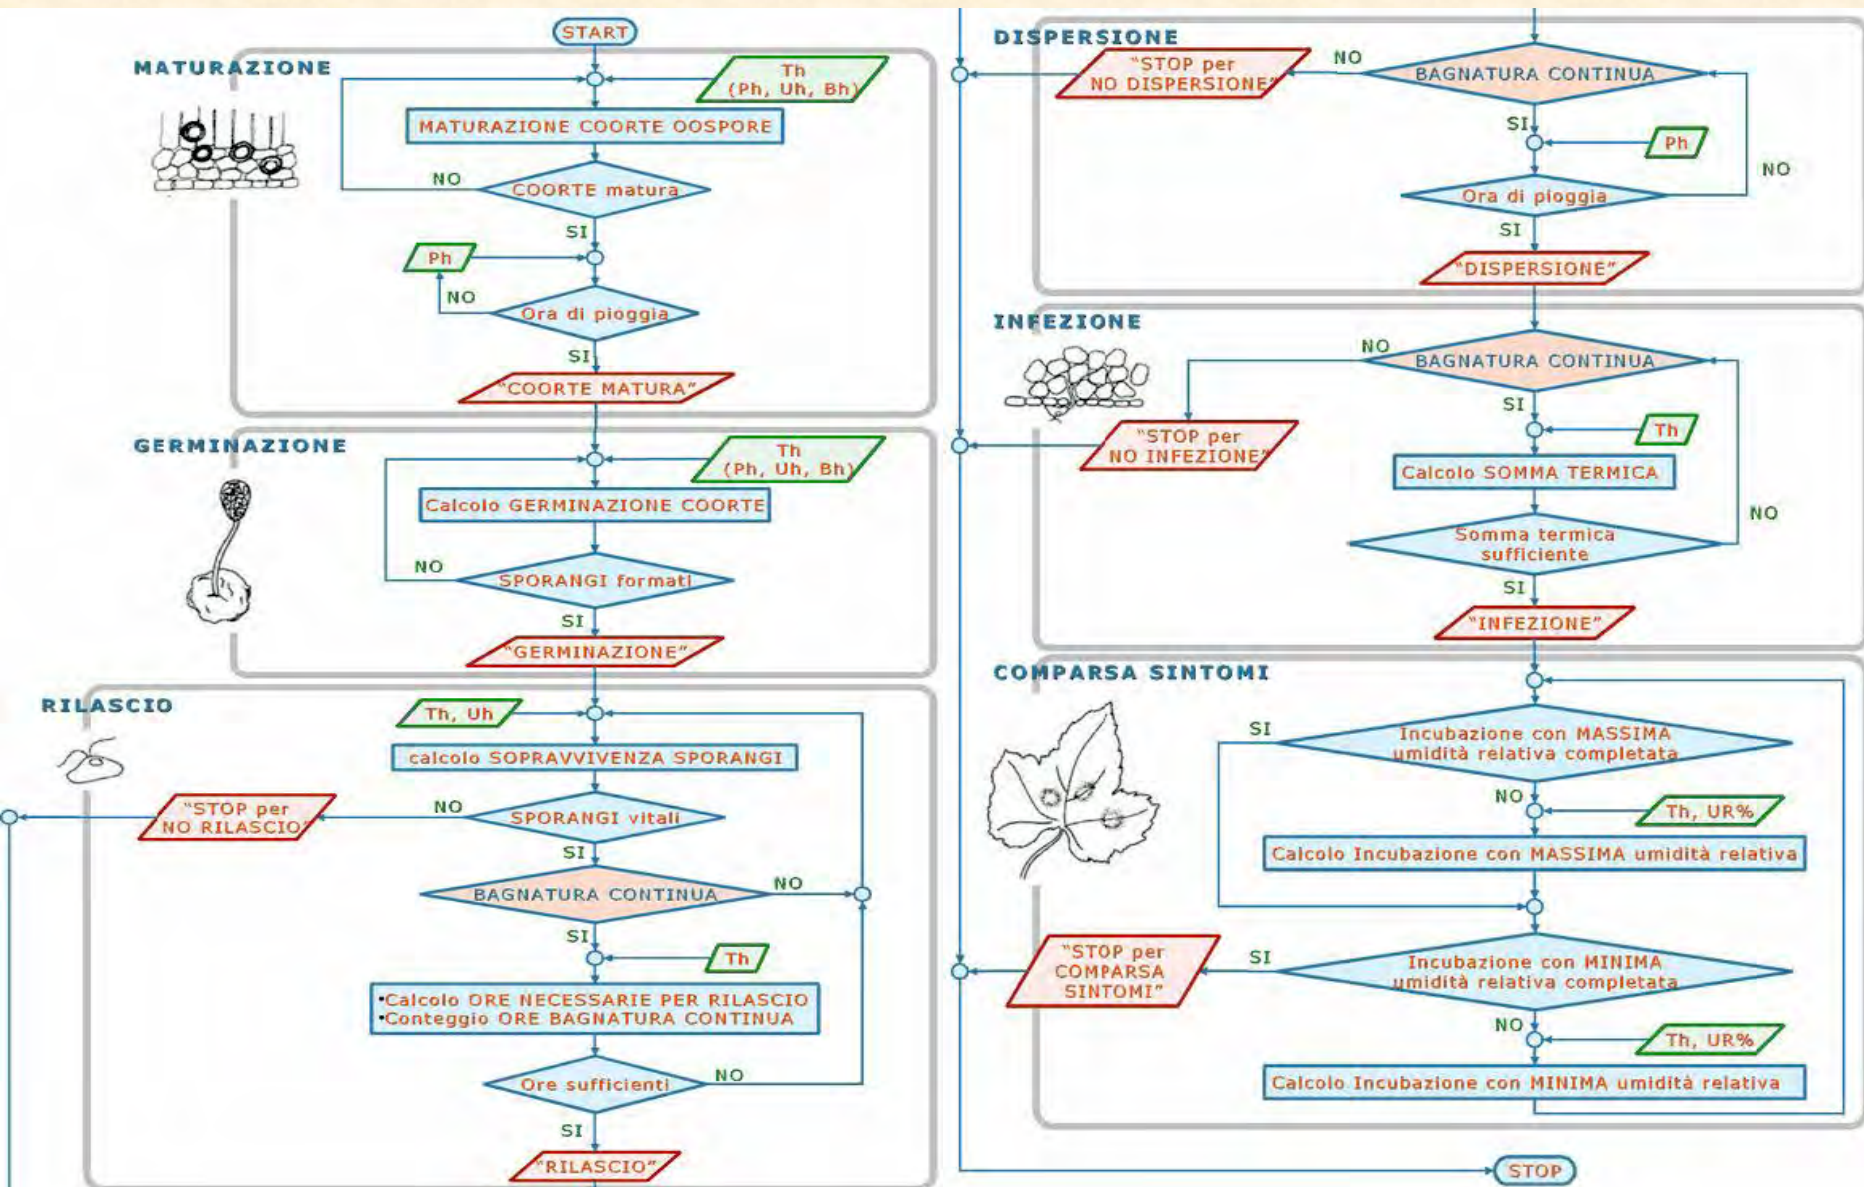 START
MATURAZIONE
Th
(Ph, Uh, Bh)
MATURAZIONE COORTE OOSPORE
NO
COORTE matura
SI
Ph
NO
Ora di pioggia
SI
“COORTE MATURA”
GERMINAZIONE
Th
(Ph, Uh, Bh)
Calcolo GERMINAZIONE COORTE
NO
SPORANGI formati
SI
“GERMINAZIONE”
RILASCIO
Th, Uh
calcolo SOPRAVVIVENZA SPORANGI
“STOP per
NO RILASCIO”
NO
SPORANGI vitali
SI
BAGNATURA CONTINUA
NO
SI
Th
•Calcolo ORE NECESSARIE PER RILASCIO
•Conteggio ORE BAGNATURA CONTINUA
Ore sufficienti
NO
SI
“RILASCIO”
DISPERSIONE
“STOP per
NO DISPERSIONE”
NO
BAGNATURA CONTINUA
SI
Ph
NO
Ora di pioggia
SI
“DISPERSIONE”
INFEZIONE
NO
BAGNATURA CONTINUA
SI
“STOP per
NO INFEZIONE”
Th
Calcolo SOMMA TERMICA
NO
Somma termica
sufficiente
SI
“INFEZIONE”
COMPARSA SINTOMI
SI
Incubazione con MASSIMA
umidità relativa completata
NO
Th, UR%
Calcolo Incubazione con MASSIMA umidità relativa
“STOP per
COMPARSA
SINTOMI”
SI
Incubazione con MINIMA
umidità relativa completata
NO
Th, UR%
Calcolo Incubazione con MINIMA umidità relativa
STOP